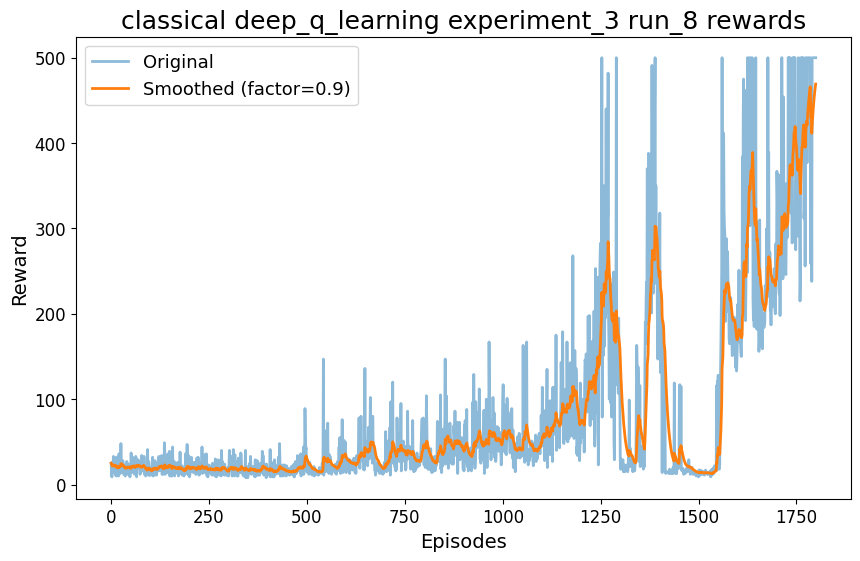 classical deep_q_learning experiment_3 run_8 rewards
Original
Smoothed (factor=0.9)
Reward
500
400
300
200
100
0
0 250 500 750 1000 1250 1500 1750
Episodes